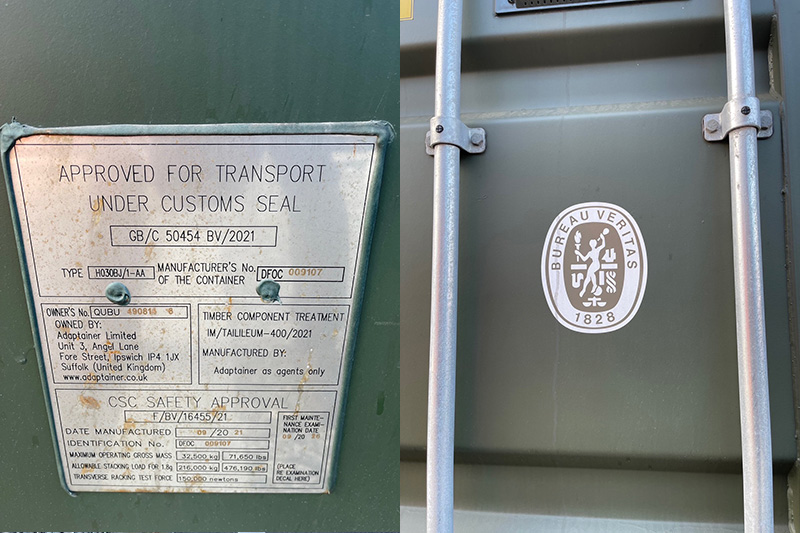 APPROVED FOR TRANSPORT
UNDER CUSTOMS SEAL
GB/C 50454 BV/2021
TYPE H030BJ/1-AA MANUFACTURER'S No. OF THE CONTAINER DFOC 009107
OWNER'S No. QUBU 490813 6
OWNED BY:
Adaptainer Limited
Unit 3, Angel Lane
Fore Street, Ipswich IP4 1JX
Suffolk (United Kingdom)
www.adaptainer.co.uk
TIMBER COMPONENT TREATMENT
IM/TAILILEUM-400/2021
MANUFACTURED BY:
Adaptainer as agents only
CSC SAFETY APPROVAL
F/BV/16455/21
DATE MANUFACTURED 09 /20 21
IDENTIFICATION No. DFOC 009107
MAXIMUM OPERATING GROSS MASS 32,500 kg 71,650 lbs
ALLOWABLE STACKING LOAD FOR 1.8g 216,000 kg 476,190 lbs
TRANSVERSE RACKING TEST FORCE 150,000 newtons
FIRST MAINTE-
NANCE EXAMI-
NATION DATE
09 /20 26
(PLACE
RE-EXAMINATION
DECAL HERE)
BUREAU VERITAS
1828